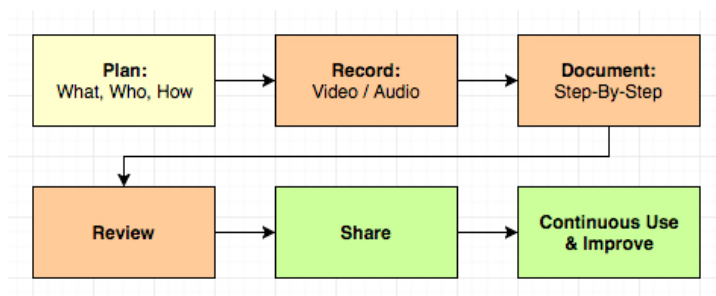 Plan:
What, Who, How
Record:
Video / Audio
Document:
Step-By-Step
Review
Share
Continuous Use
& Improve